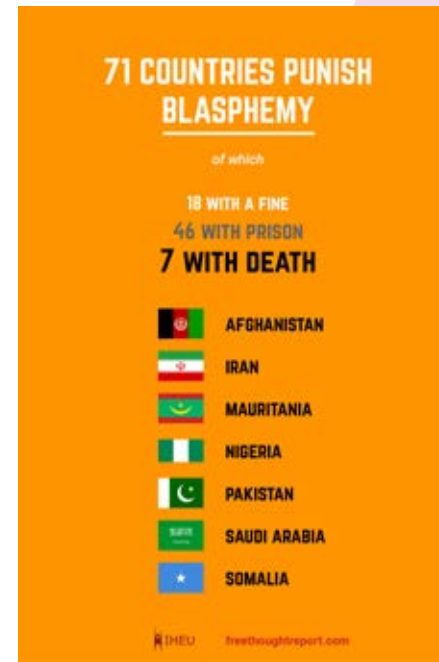 71 COUNTRIES PUNISH
BLASPHEMY
of which
18 WITH A FINE
46 WITH PRISON
7 WITH DEATH
AFGHANISTAN
IRAN
MAURITANIA
NIGERIA
PAKISTAN
SAUDI ARABIA
SOMALIA
IHEU freethoughtreport.com